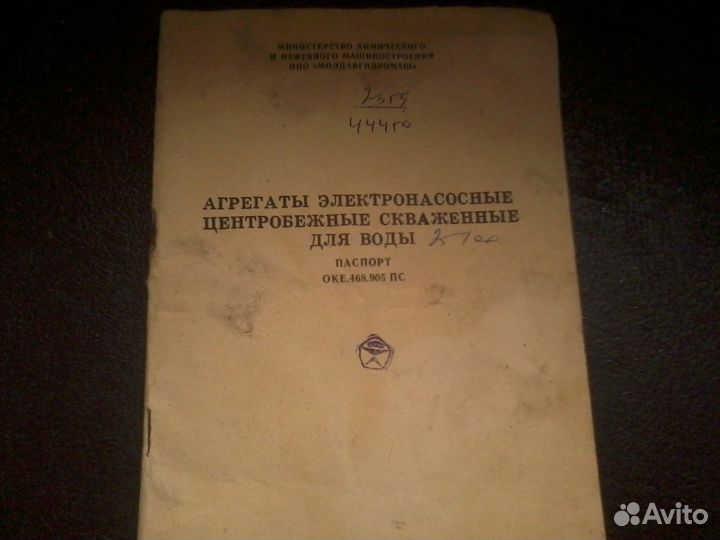 МИНИСТЕРСТВО ХИМИЧЕСКОГО
И НЕФТЯНОГО МАШИНОСТРОЕНИЯ
НПО «МОЛДАВГИДРОМАШ»
44450
АГРЕГАТЫ ЭЛЕКТРОНАСОСНЫЕ
ЦЕНТРОБЕЖНЫЕ СКВАЖЕННЫЕ
ДЛЯ ВОДЫ
ПАСПОРТ
ОКЕ.468.905 ПС
Avito